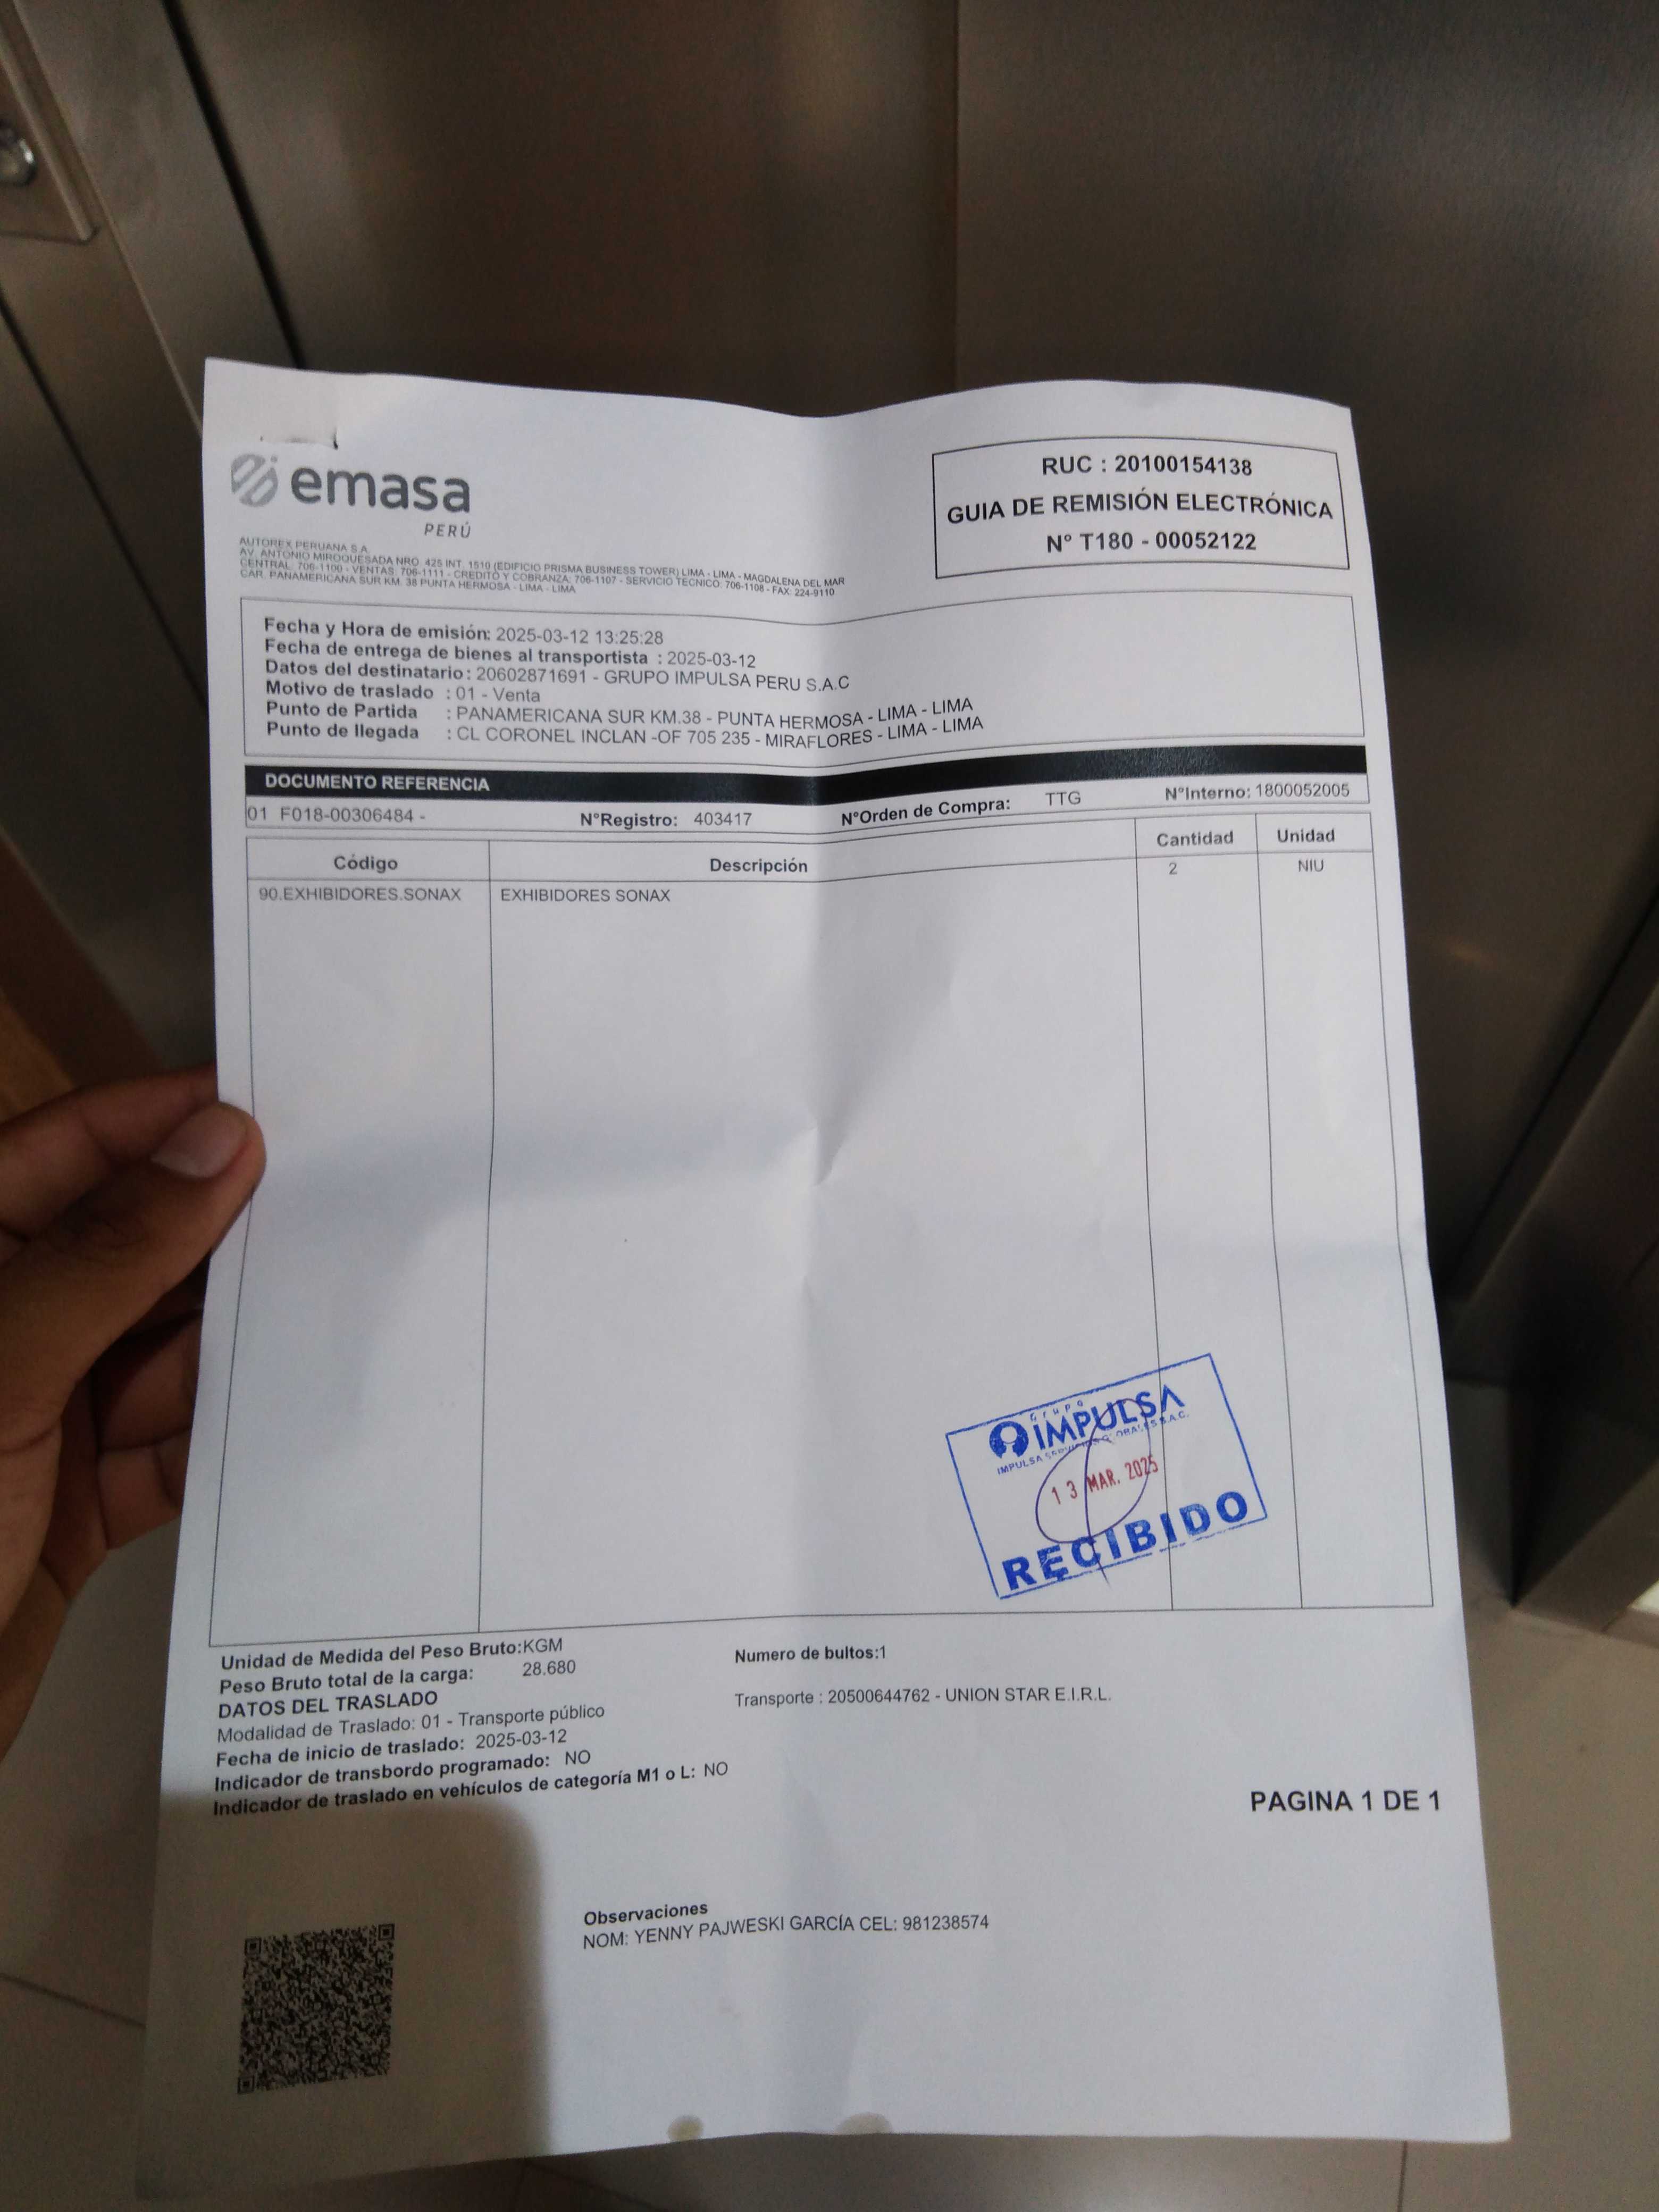 emasa
PERÚ
AUTOREX PERUANA S.A.
AV. ANTONIO MIROQUESADA NRO. 425 INT. 1510 (EDIFICIO PRISMA BUSINESS TOWER) LIMA - LIMA - MAGDALENA DEL MAR
CENTRAL: 706-1100 - VENTAS: 706-1111 - CREDITO Y COBRANZA: 706-1107 - SERVICIO TECNICO: 706-1108 - FAX: 224-9110
CAR. PANAMERICANA SUR KM. 38 PUNTA HERMOSA - LIMA - LIMA
RUC : 20100154138
GUIA DE REMISIÓN ELECTRÓNICA
N° T180 - 00052122
Fecha y Hora de emisión: 2025-03-12 13:25:28
Fecha de entrega de bienes al transportista : 2025-03-12
Datos del destinatario : 20602871691 - GRUPO IMPULSA PERU S.A.C
Motivo de traslado : 01 - Venta
Punto de Partida : PANAMERICANA SUR KM.38 - PUNTA HERMOSA - LIMA - LIMA
Punto de llegada : CL CORONEL INCLAN -OF 705 235 - MIRAFLORES - LIMA - LIMA
DOCUMENTO REFERENCIA
01 F018-00306484 - N°Registro: 403417 N°Orden de Compra: TTG N°Interno: 1800052005
Código Descripción Cantidad Unidad
90.EXHIBIDORES.SONAX EXHIBIDORES SONAX 2 NIU
Grupo
IMPULSA
IMPULSA SERVICIOS GLOBALES S.A.C.
13 MAR. 2025
RECIBIDO
Unidad de Medida del Peso Bruto:KGM
Peso Bruto total de la carga: 28.680
DATOS DEL TRASLADO
Modalidad de Traslado: 01 - Transporte público
Fecha de inicio de traslado: 2025-03-12
Indicador de transbordo programado: NO
Indicador de traslado en vehículos de categoría M1 o L: NO
Numero de bultos:1
Transporte : 20500644762 - UNION STAR E.I.R.L.
PAGINA 1 DE 1
Observaciones
NOM: YENNY PAJWESKI GARCÍA CEL: 981238574